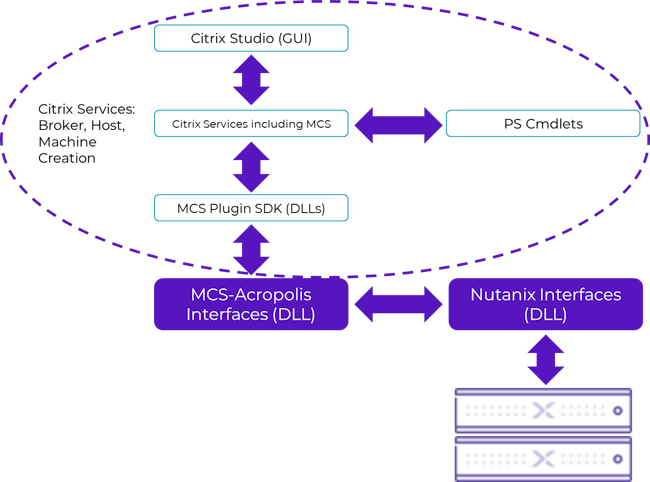 Citrix Studio (GUI)
Citrix Services:
Broker, Host,
Machine
Creation
Citrix Services including MCS
PS Cmdlets
MCS Plugin SDK (DLLs)
MCS-Acropolis
Interfaces (DLL)
Nutanix Interfaces
(DLL)